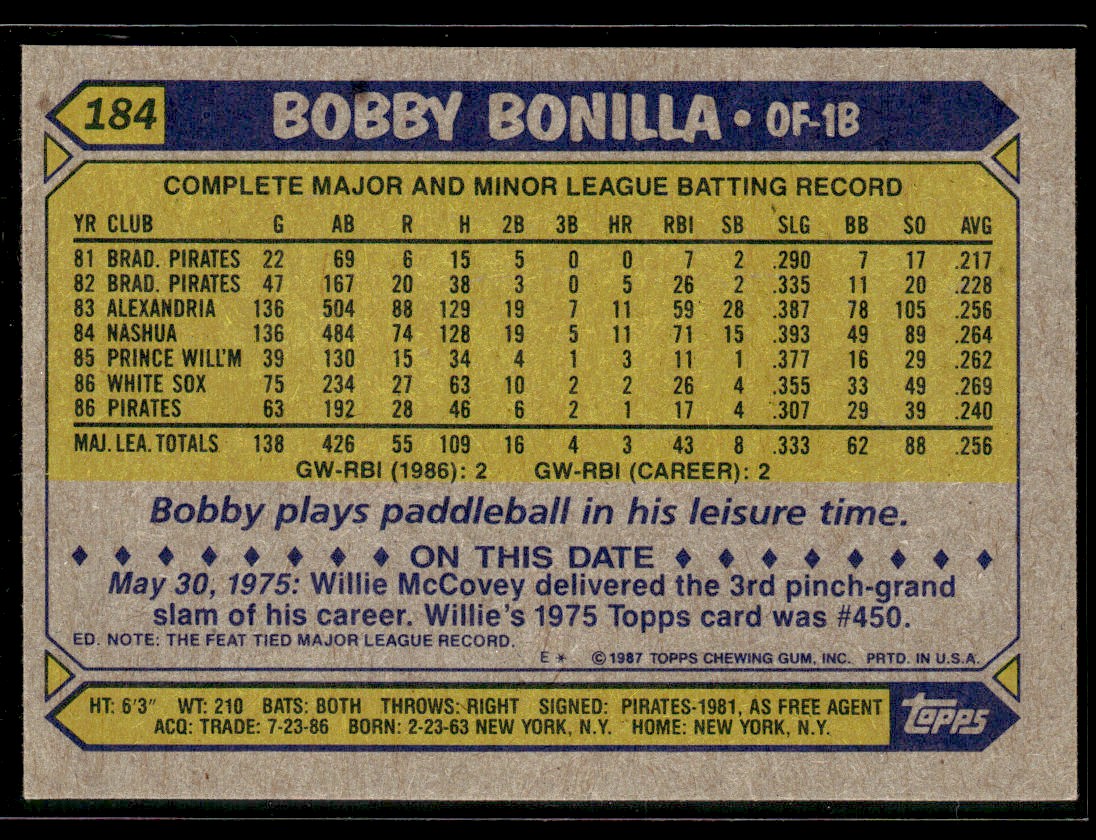 184 BOBBY BONILLA • OF-1B
COMPLETE MAJOR AND MINOR LEAGUE BATTING RECORD
YR CLUB G AB R H 2B 3B HR RBI SB SLG BB SO AVG
81 BRAD. PIRATES 22 69 6 15 5 0 0 7 2 .290 7 17 .217
82 BRAD. PIRATES 47 167 20 38 3 0 5 26 2 .335 11 20 .228
83 ALEXANDRIA 136 504 88 129 19 7 11 59 28 .387 78 105 .256
84 NASHUA 136 484 74 128 19 5 11 71 15 .393 49 89 .264
85 PRINCE WILL'M 39 130 15 34 4 1 3 11 1 .377 16 29 .262
86 WHITE SOX 75 234 27 63 10 2 2 26 4 .355 33 49 .269
86 PIRATES 63 192 28 46 6 2 1 17 4 .307 29 39 .240
MAJ. LEA. TOTALS 138 426 55 109 16 4 3 43 8 .333 62 88 .256
GW-RBI (1986): 2 GW-RBI (CAREER): 2
Bobby plays paddleball in his leisure time.
ON THIS DATE
May 30, 1975: Willie McCovey delivered the 3rd pinch-grand
slam of his career. Willie's 1975 Topps card was #450.
ED. NOTE: THE FEAT TIED MAJOR LEAGUE RECORD.
E * © 1987 TOPPS CHEWING GUM, INC. PRTD. IN U.S.A.
HT: 6'3" WT: 210 BATS: BOTH THROWS: RIGHT SIGNED: PIRATES-1981, AS FREE AGENT
ACQ: TRADE: 7-23-86 BORN: 2-23-63 NEW YORK, N.Y. HOME: NEW YORK, N.Y.
topps